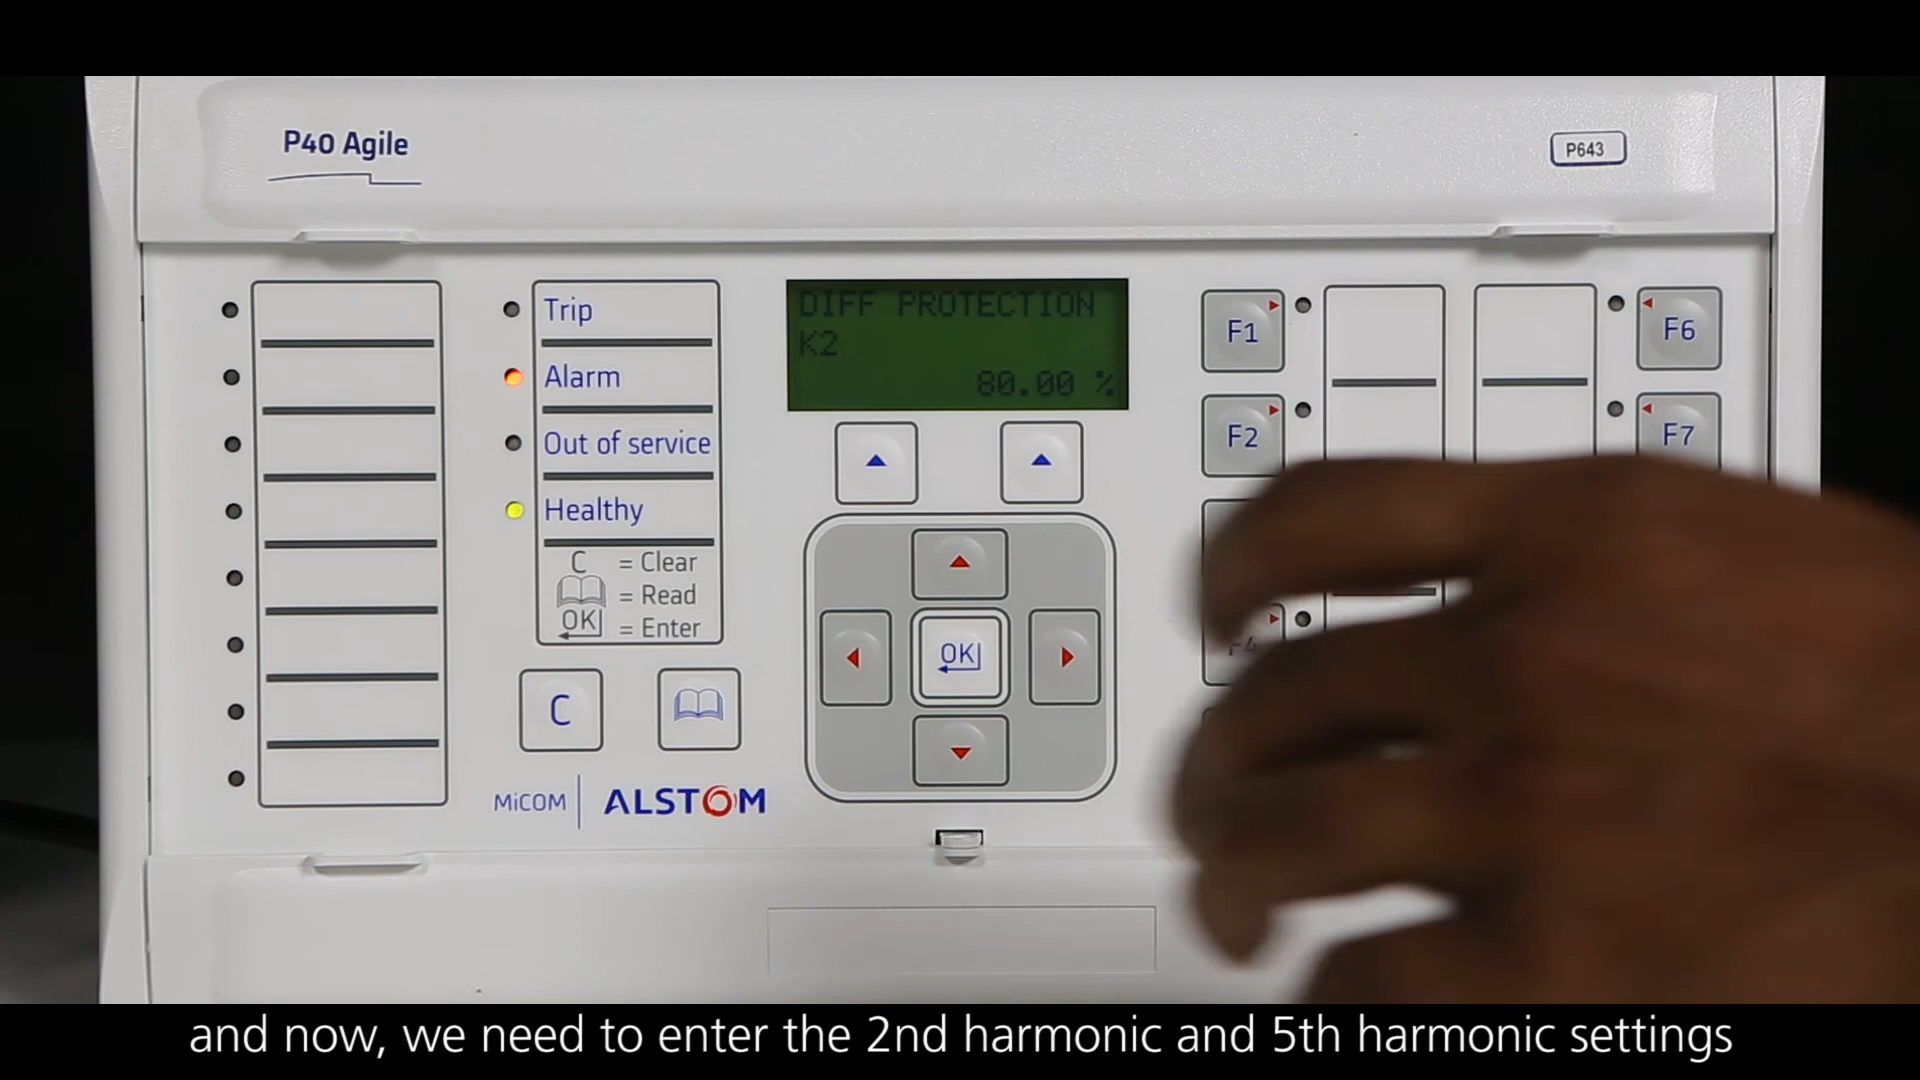 P40 Agile
P643
Trip
Alarm
Out of service
Healthy
C = Clear
= Read
OK = Enter
DIFF PROTECTION
K2
80.00 %
F1
F2
F4
F6
F7
OK
C
MiCOM
ALSTOM
and now, we need to enter the 2nd harmonic and 5th harmonic settings